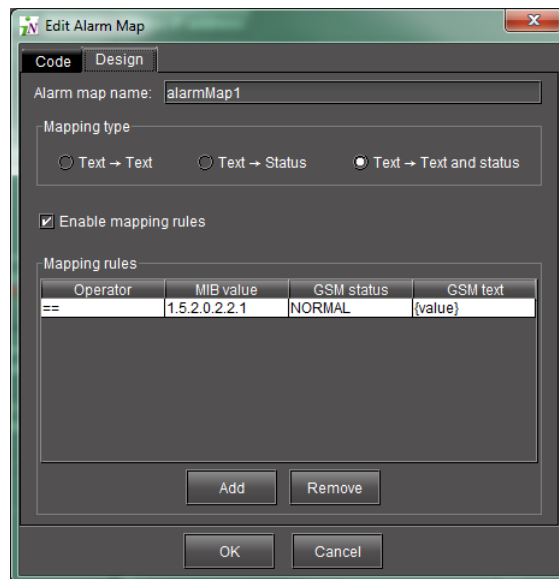 iN Edit Alarm Map
Code Design
Alarm map name: alarmMap1
Mapping type
Text → Text Text → Status Text → Text and status
Enable mapping rules
Mapping rules
Operator MIB value GSM status GSM text
== 1.5.2.0.2.2.1 NORMAL {value}
Add Remove
OK Cancel